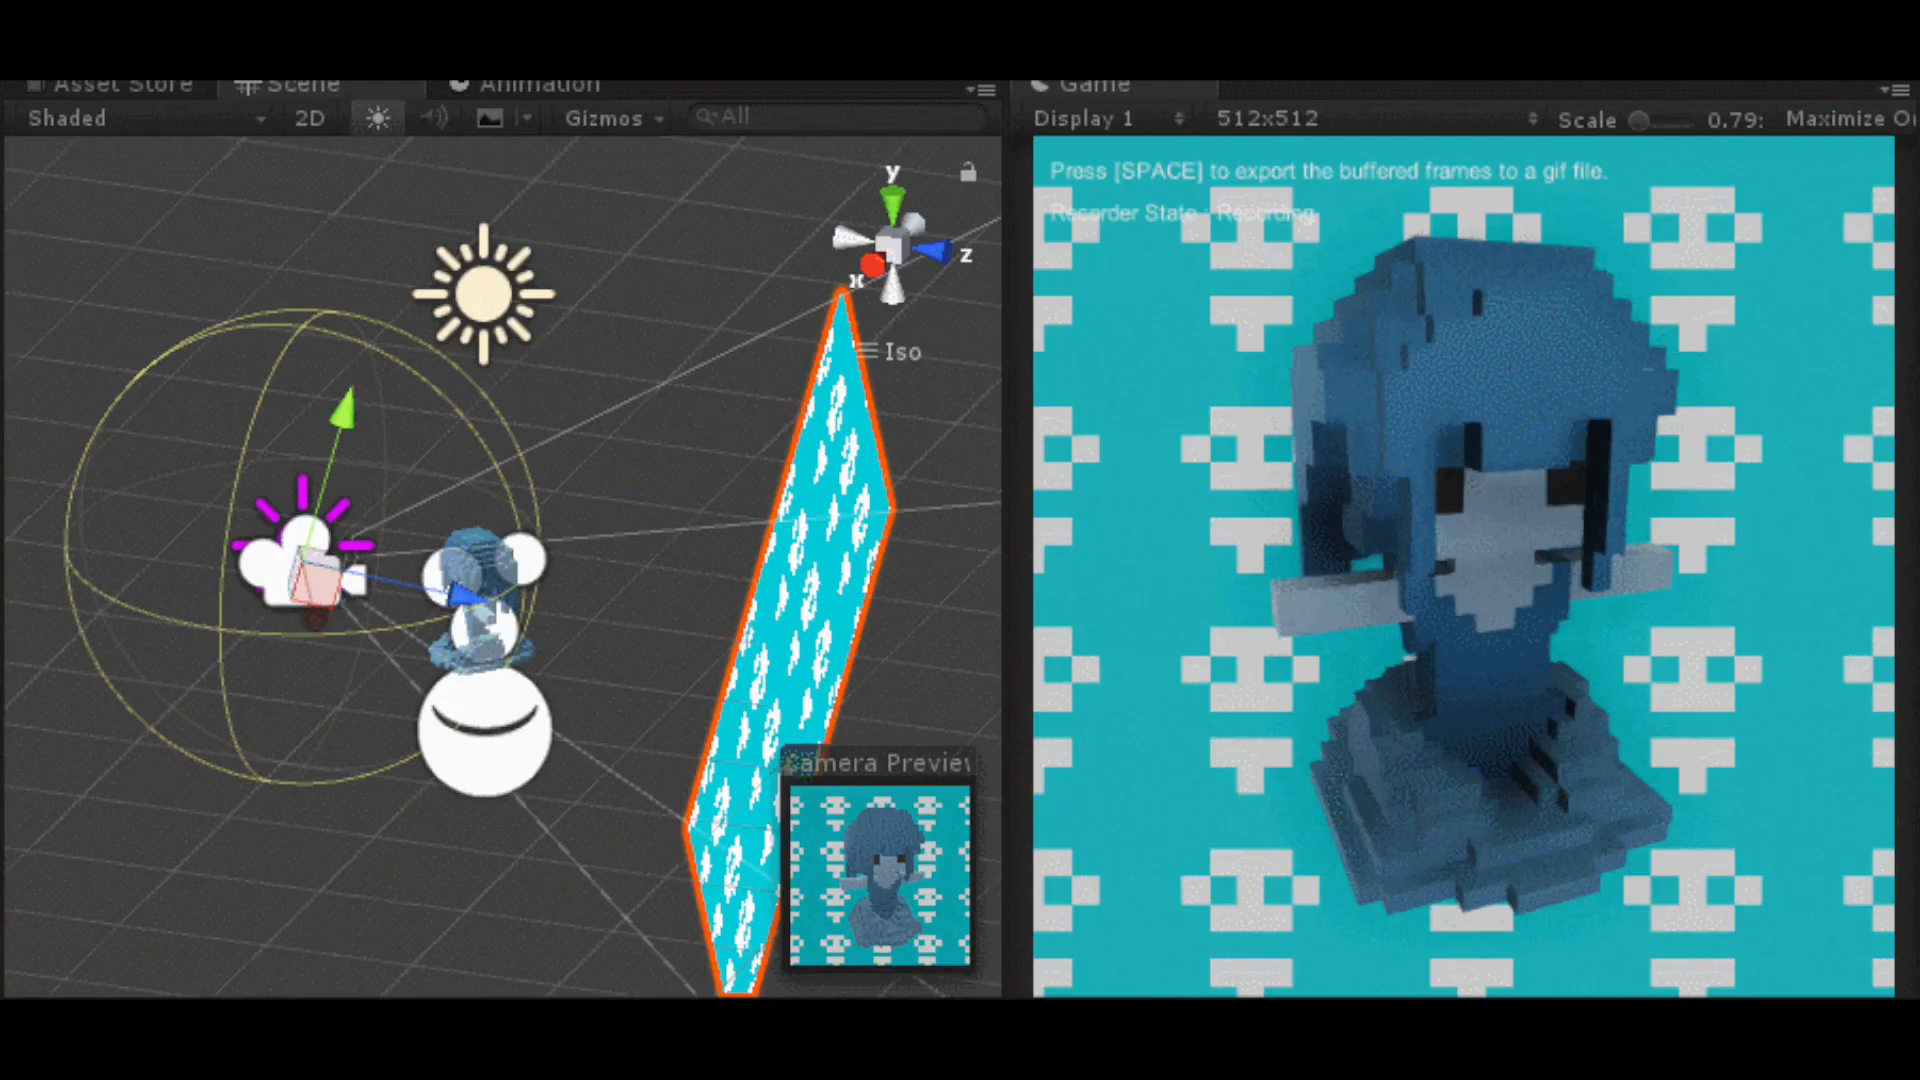 Asset Store
Scene
Animation
Shaded
2D
Gizmos
All
y
z
x
Iso
Camera Preview
Game
Display 1
512x512
Scale
0.79:
Maximize O
Press [SPACE] to export the buffered frames to a gif file.
Recorder State : Recording